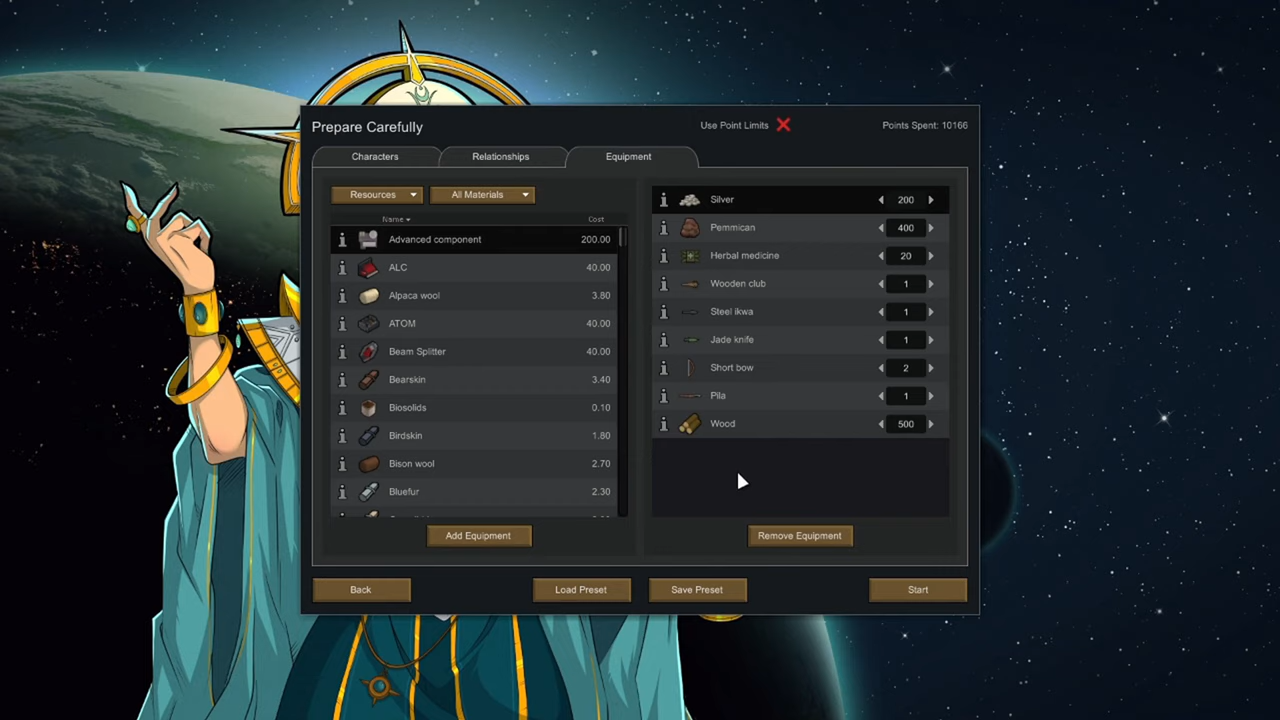 Prepare Carefully
Use Point Limits
Points Spent: 10166
Characters
Relationships
Equipment
Resources
All Materials
Name
Cost
Advanced component 200.00
ALC 40.00
Alpaca wool 3.80
ATOM 40.00
Beam Splitter 40.00
Bearskin 3.40
Biosolids 0.10
Birdskin 1.80
Bison wool 2.70
Bluefur 2.30
Add Equipment
Silver 200
Pemmican 400
Herbal medicine 20
Wooden club 1
Steel ikwa 1
Jade knife 1
Short bow 2
Pila 1
Wood 500
Remove Equipment
Back
Load Preset
Save Preset
Start